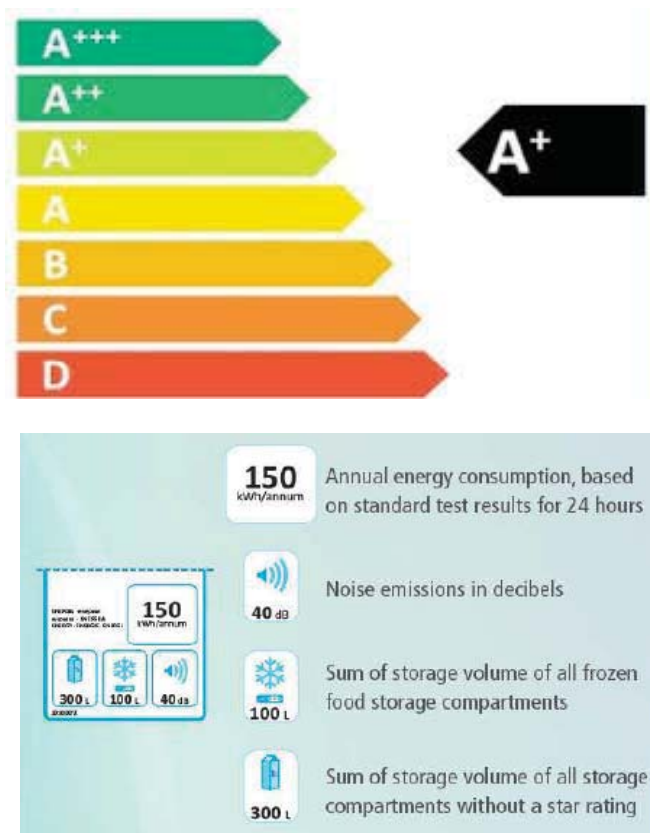 A+++
A++
A+
A+
A
B
C
D
150
kWh/annum
Annual energy consumption, based
on standard test results for 24 hours
40 dB
Noise emissions in decibels
150
kWh/annum
300 L
100 L
40 dB
100 L
Sum of storage volume of all frozen
food storage compartments
300 L
Sum of storage volume of all storage
compartments without a star rating